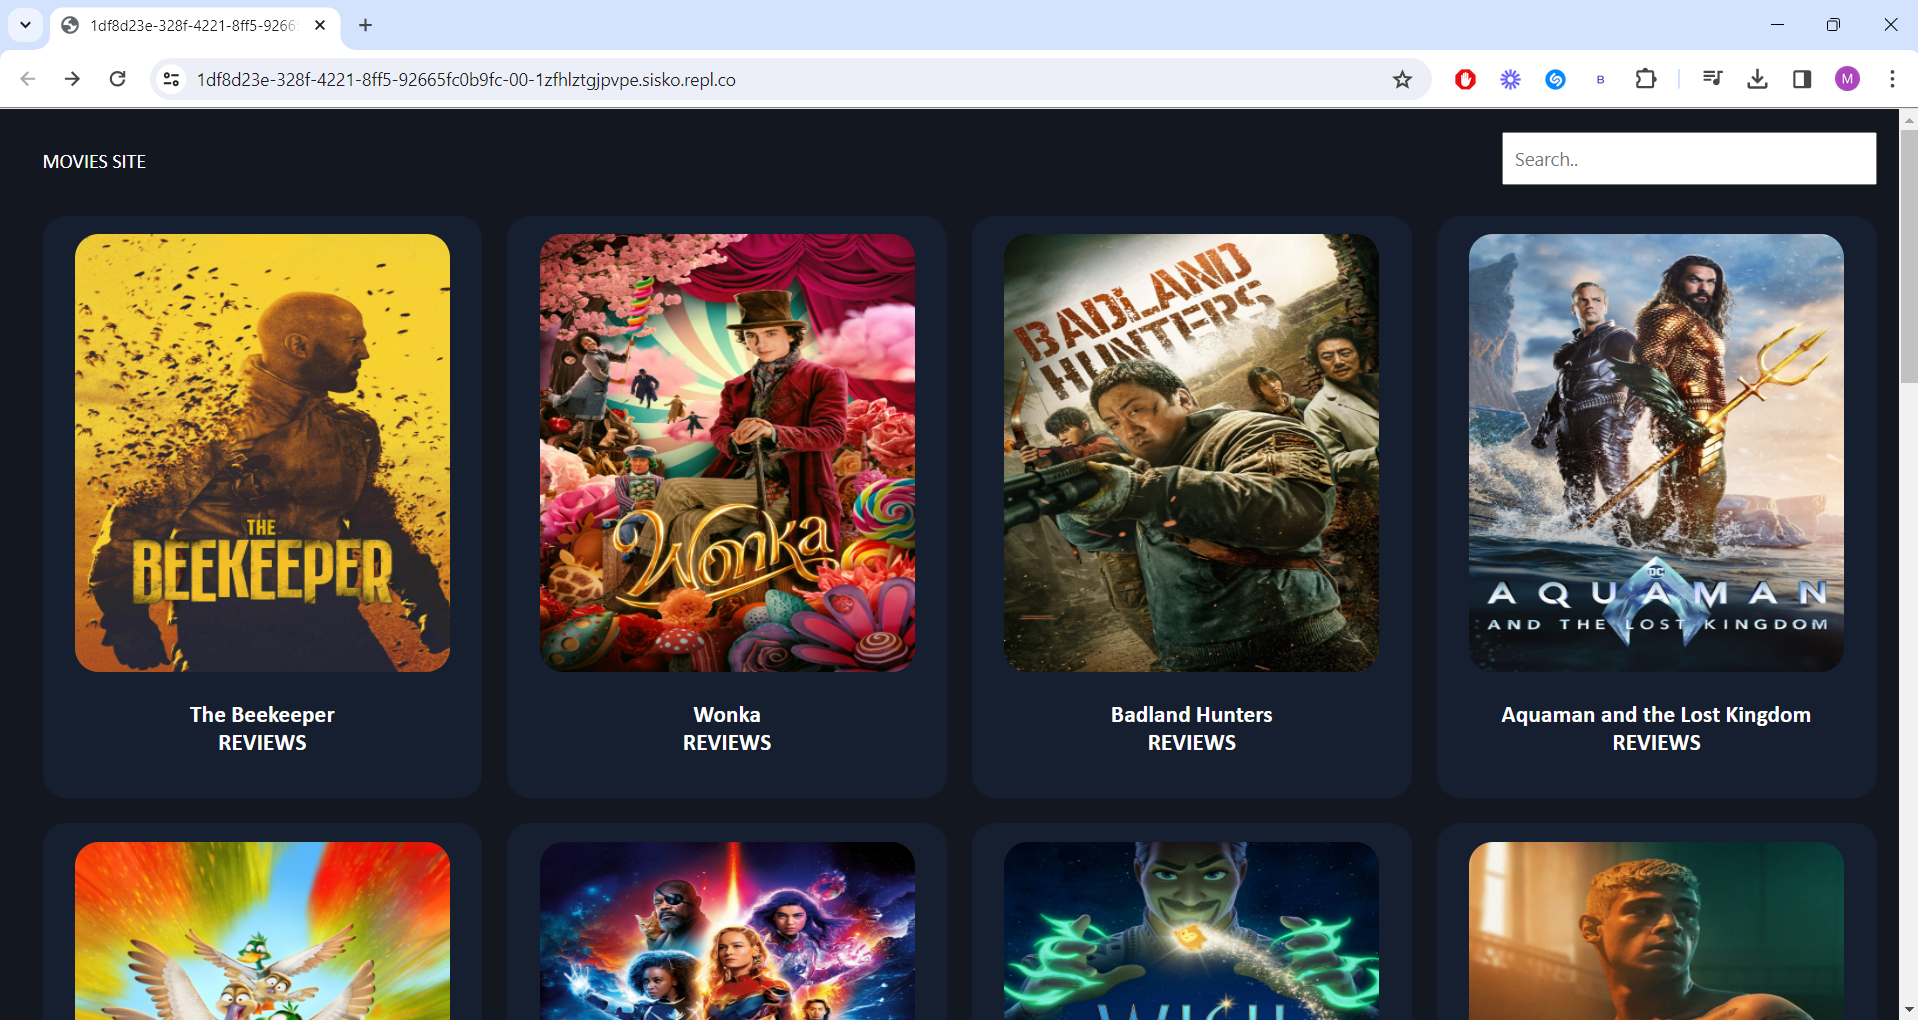 1df8d23e-328f-4221-8ff5-9266
1df8d23e-328f-4221-8ff5-92665fc0b9fc-00-1zfhlztgjpvpe.sisko.repl.co
B
M
MOVIES SITE
Search..
THE
BEEKEEPER
Wonka
BADLAND
HUNTERS
DC
AQUAMAN
AND THE LOST KINGDOM
The Beekeeper
REVIEWS
Wonka
REVIEWS
Badland Hunters
REVIEWS
Aquaman and the Lost Kingdom
REVIEWS
WISH